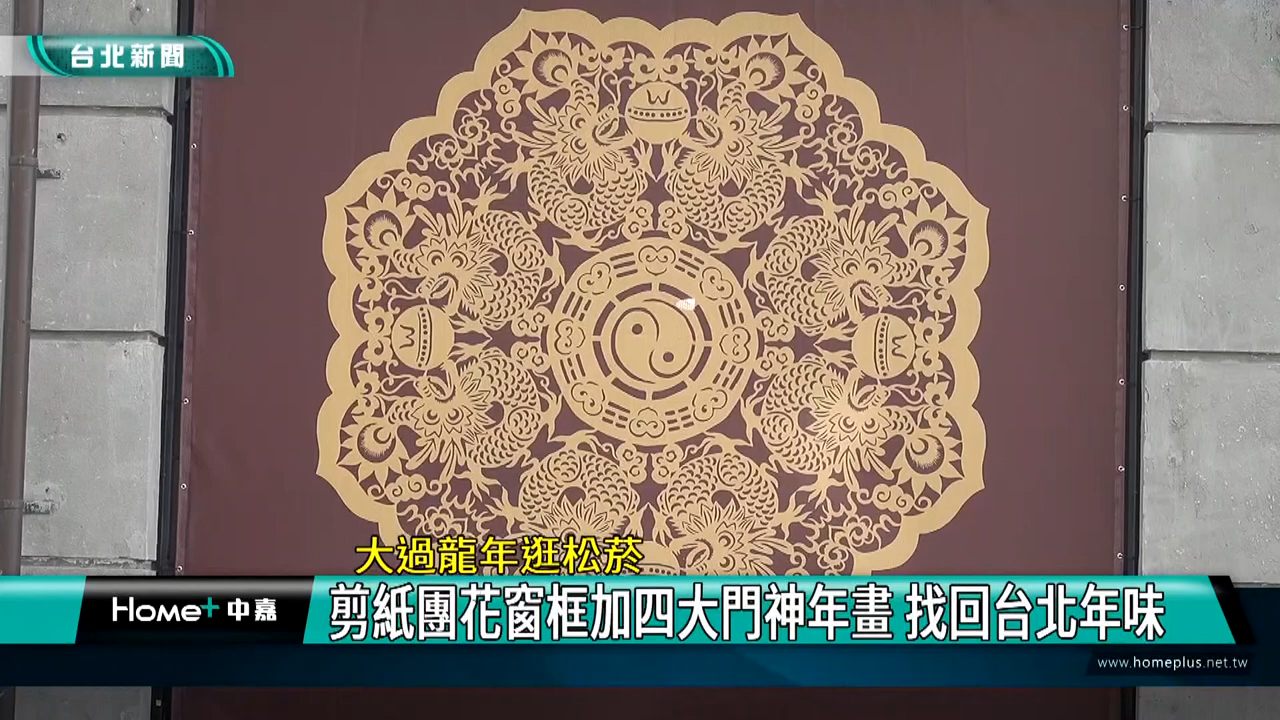 台北新聞
大過龍年逛松菸
Home+中嘉
剪紙團花窗框加四大門神年畫 找回台北年味
www.homeplus.net.tw